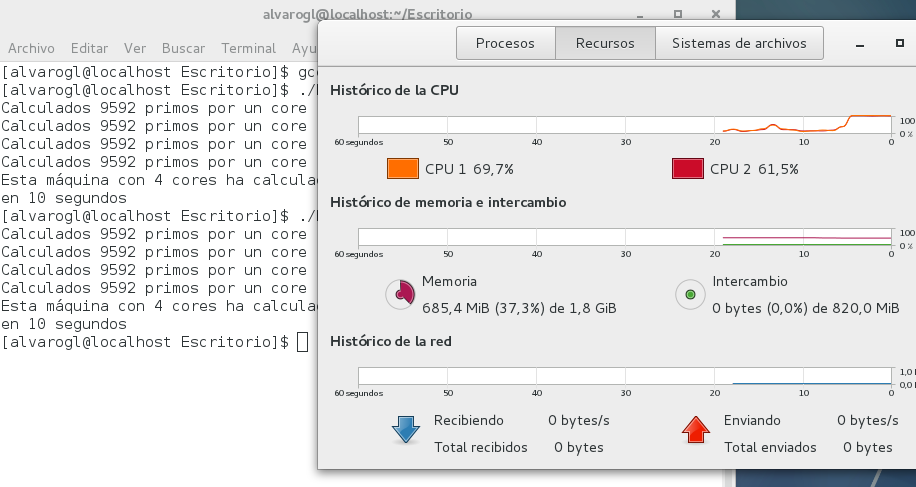 alvarogl@localhost:~/Escritorio
Archivo Editar Ver Buscar Terminal
[alvarogl@localhost Escritorio]$
[alvarogl@localhost Escritorio]$
Calculados 9592 primos por un core
Calculados 9592 primos por un core
Calculados 9592 primos por un core
Calculados 9592 primos por un core
Esta máquina con 4 cores ha
en 10 segundos
[alvarogl@localhost Escritorio]$
Calculados 9592 primos por un core
Calculados 9592 primos por un core
Calculados 9592 primos por un core
Calculados 9592 primos por un core
Esta máquina con 4 cores ha
en 10 segundos
[alvarogl@localhost Escritorio]$
Procesos Recursos Sistemas de archivos
Histórico de la CPU
100
0 %
60 segundos 50 40 30 20 10 0
CPU 1 69,7% CPU 2 61,5%
Histórico de memoria e intercambio
100
0 %
60 segundos 50 40 30 20 10 0
Memoria Intercambio
685,4 MiB (37,3%) de 1,8 GiB 0 bytes (0,0%) de 820,0 MiB
Histórico de la red
1,0
0,0
60 segundos 50 40 30 20 10 0
Recibiendo 0 bytes/s Enviando 0 bytes/s
Total recibidos 0 bytes Total enviados 0 bytes